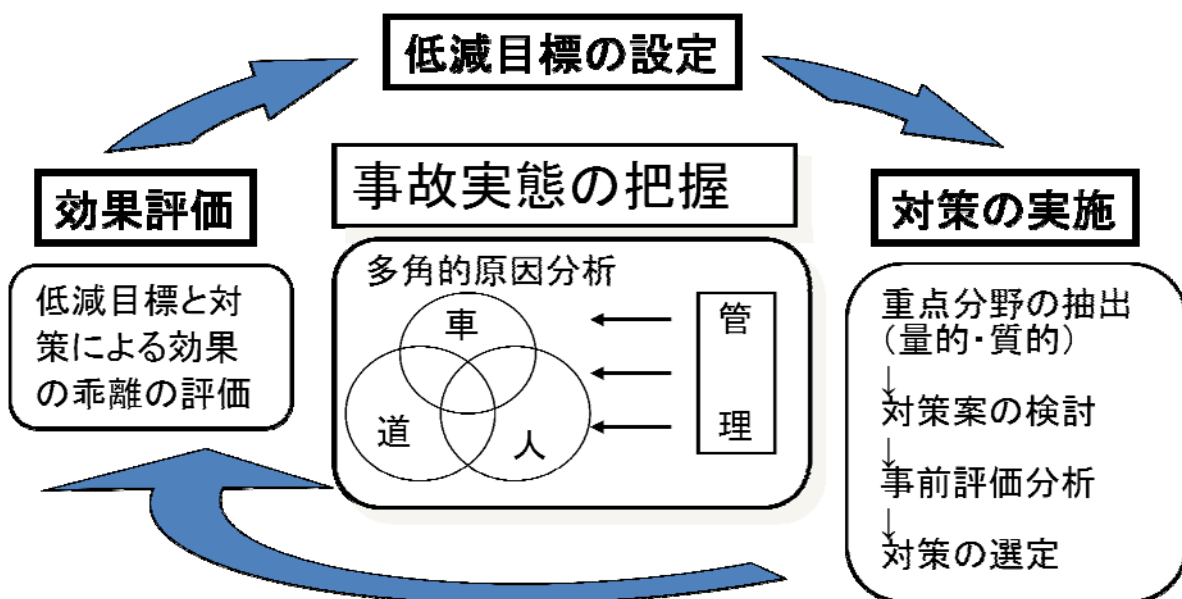 低減目標の設定
効果評価
低減目標と対
策による効果
の乖離の評価
事故実態の把握
多角的原因分析
車
道
人
管
理
対策の実施
重点分野の抽出
(量的・質的)
↓
対策案の検討
↓
事前評価分析
↓
対策の選定